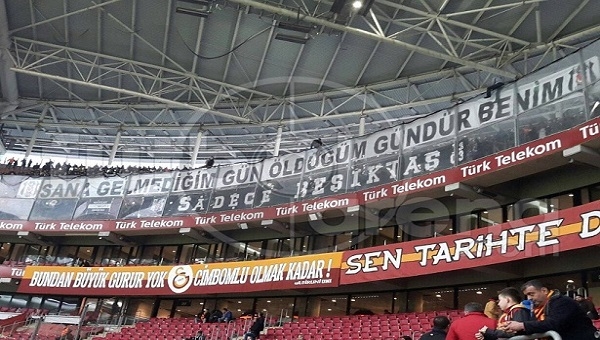 SANA GELMEDİĞİM GÜN ÖLDÜĞÜM GÜNDÜR BENİM
SADECE BEŞİKTAŞ
Türk Telekom Türk Telekom Türk Telekom Türk Telekom Türk Telekom Türk Telekom
BUNDAN BÜYÜK GURUR YOK CİMBOMLU OLMAK KADAR !
SEN TARİHTE D